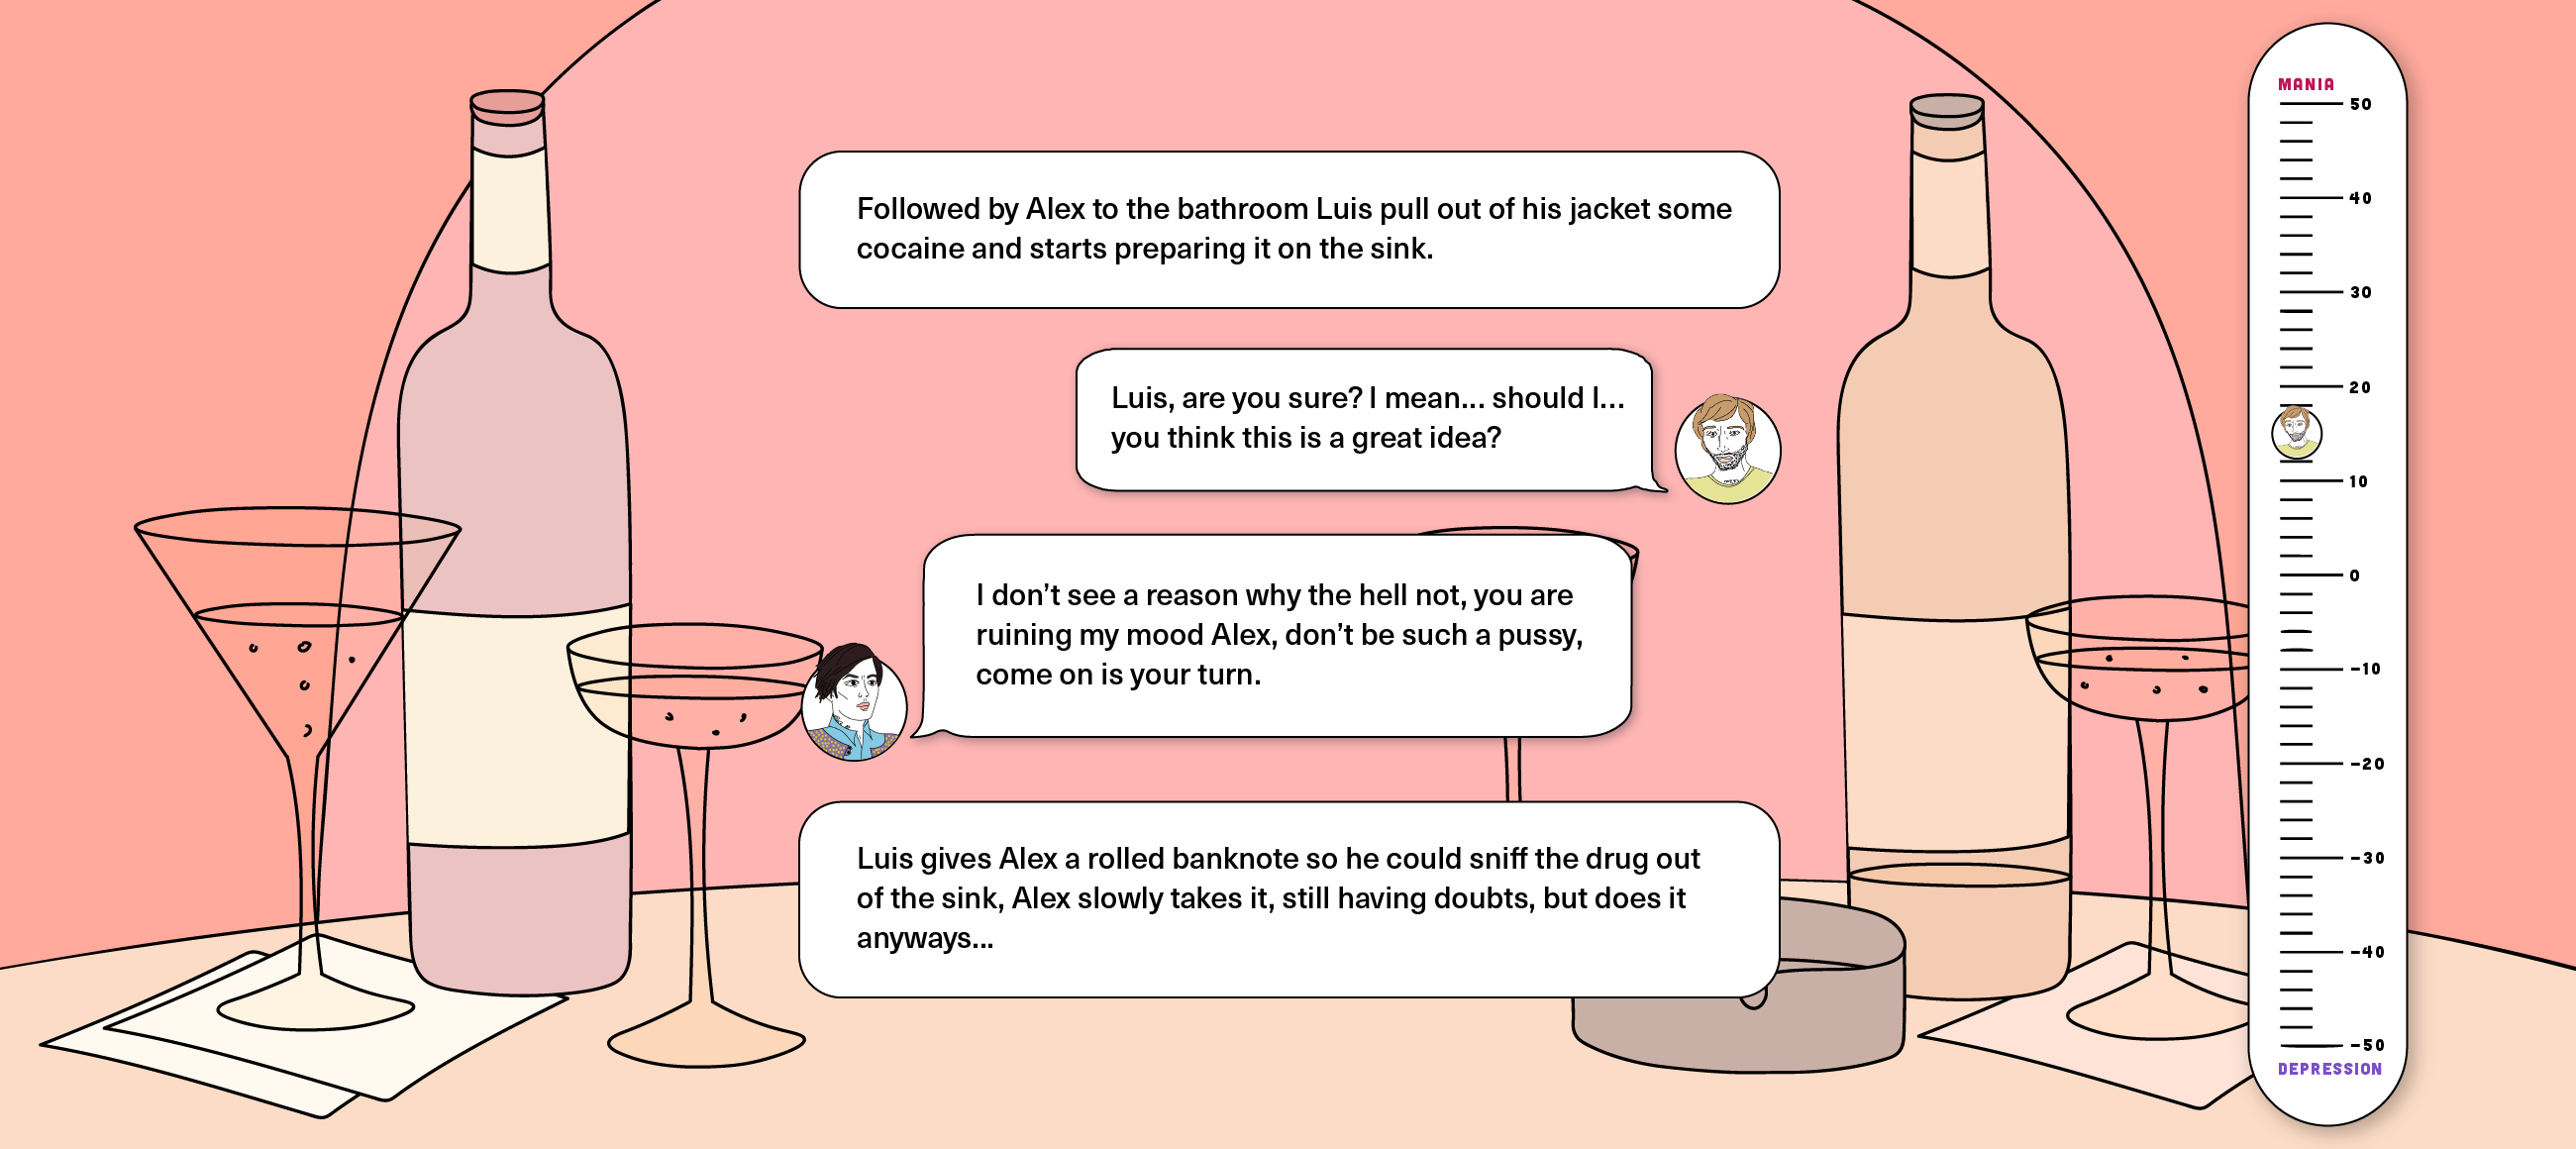 Followed by Alex to the bathroom Luis pull out of his jacket some
cocaine and starts preparing it on the sink.
Luis, are you sure? I mean... should I...
you think this is a great idea?
I don't see a reason why the hell not, you are
ruining my mood Alex, don't be such a pussy,
come on is your turn.
Luis gives Alex a rolled banknote so he could sniff the drug out
of the sink, Alex slowly takes it, still having doubts, but does it
anyways...
MANIA
50
40
30
20
10
0
-10
-20
-30
-40
-50
DEPRESSION